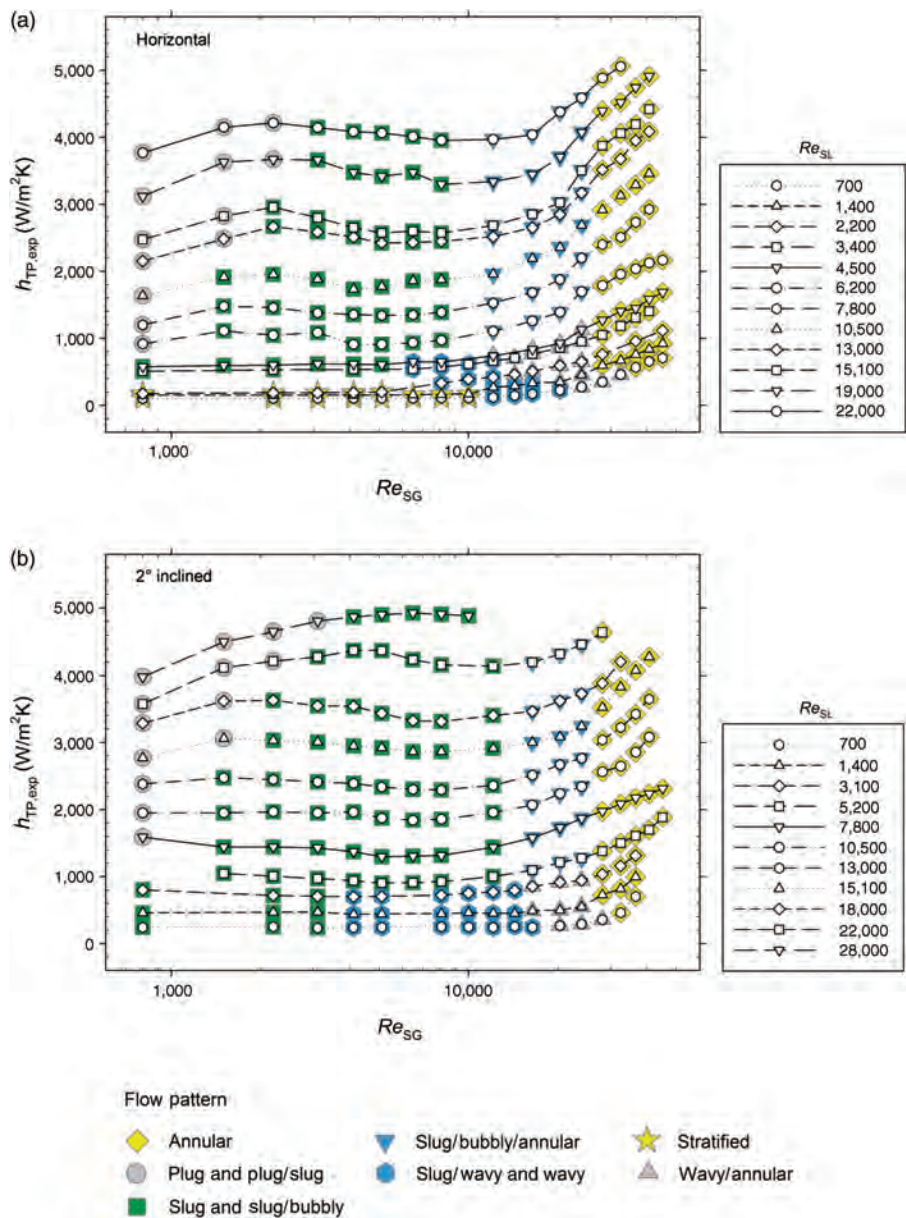 (a)
Horizontal
5,000
4,000
3,000
2,000
1,000
0
h_TP,exp (W/m²K)
1,000
10,000
Re_SG
Re_SL
700
1,400
2,200
3,400
4,500
6,200
7,800
10,500
13,000
15,100
19,000
22,000
(b)
2° inclined
5,000
4,000
3,000
2,000
1,000
0
h_TP,exp (W/m²K)
1,000
10,000
Re_SG
Re_SL
700
1,400
3,100
5,200
7,800
10,500
13,000
15,100
18,000
22,000
28,000
Flow pattern
Annular
Plug and plug/slug
Slug and slug/bubbly
Slug/bubbly/annular
Slug/wavy and wavy
Stratified
Wavy/annular